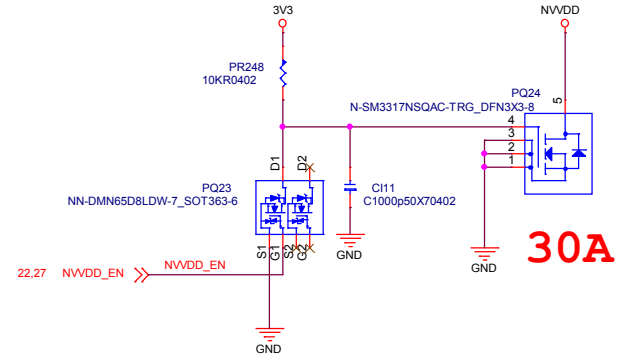 3V3
NVVDD
PR248
10KR0402
PQ24
N-SM3317NSQAC-TRG_DFN3X3-8
5
4
3
2
1
D1
D2
PQ23
NN-DMN65D8LDW-7_SOT363-6
CI11
C1000p50X70402
S1
G1
S2
G2
GND
GND
30A
22,27 NVVDD_EN
NVVDD_EN
GND